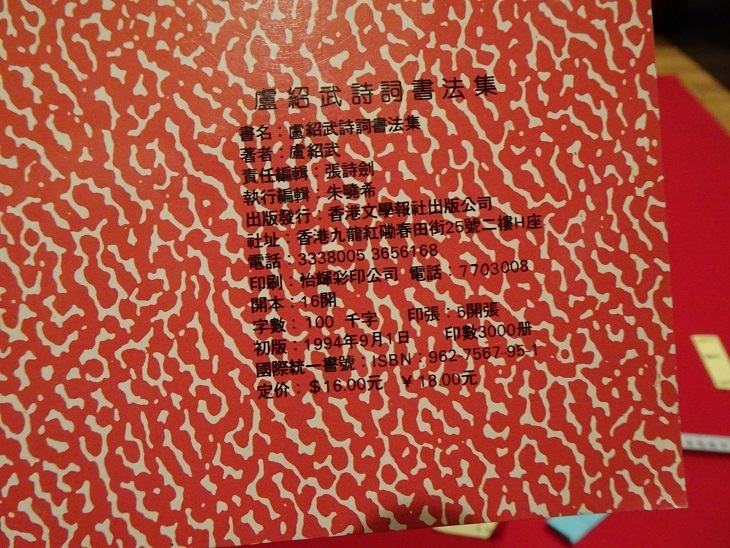 盧紹武詩詞書法集
書名：盧紹武詩詞書法集
著者：盧紹武
責任編輯：張詩劍
執行編輯：朱曉希
出版發行：香港文學報社出版公司
社址：香港九龍紅磡春田街25號二樓H座
電話：3338005 3656168
印刷：怡輝彩印公司 電話：7703008
開本：16開
字數：100 千字 印張：5開張
初版：1994年9月1日 印數3000册
國際統一書號：ISBN：962-7567-95-1
定价：＄16.00元 ￥18.00元